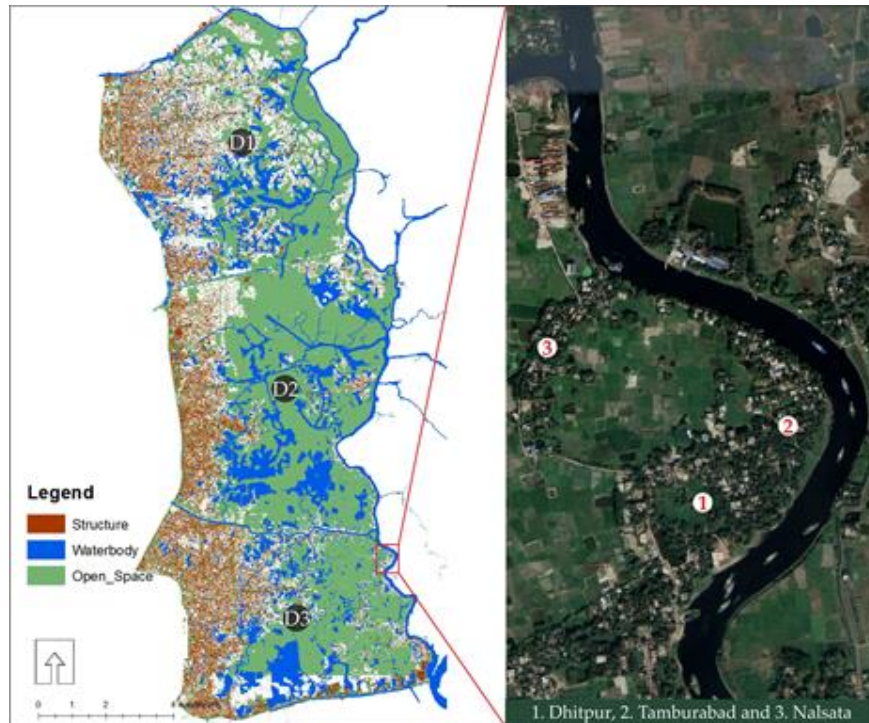 D1
D2
D3
Legend
Structure
Waterbody
Open_Space
0 2 4
3
2
1
1. Dhitpur, 2. Tamburabad and 3. Nalsata